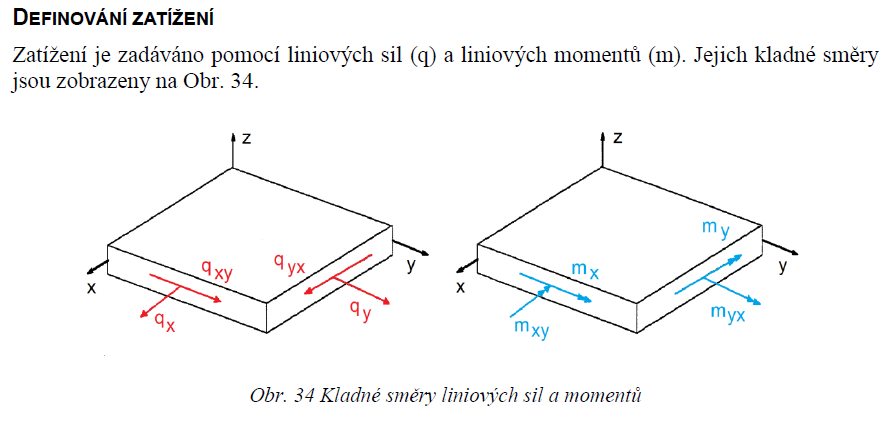 DEFINOVÁNÍ ZATÍŽENÍ
Zatížení je zadáváno pomocí liniových sil (q) a liniových momentů (m). Jejich kladné směry
jsou zobrazeny na Obr. 34.
z
x
y
qxy
qyx
qx
qy
z
x
y
mx
my
mxy
myx
Obr. 34 Kladné směry liniových sil a momentů